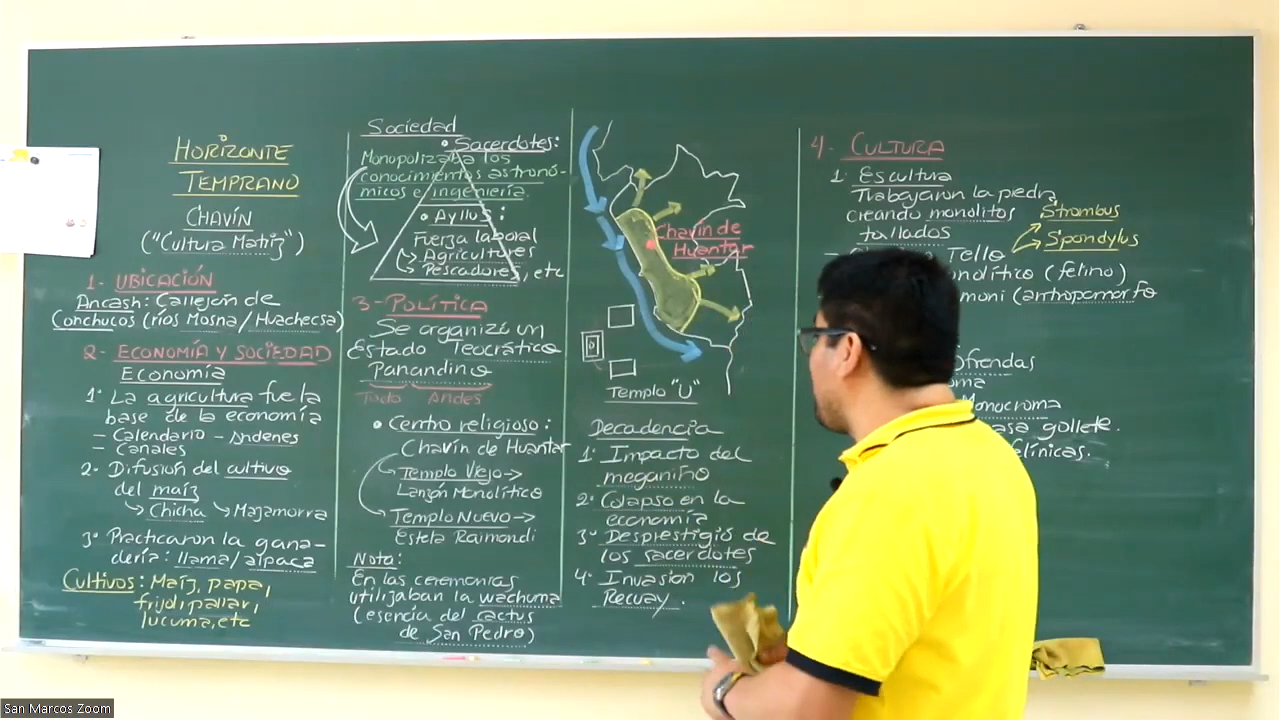 HORIZONTE
TEMPRANO
CHAVÍN
("Cultura Matriz")
1- UBICACIÓN
Ancash: Callejón de
Conchucos (ríos Mosna/Huachecsa)
2- ECONOMÍA Y SOCIEDAD
Economía
1° La agricultura fue la
base de la economía
- Calendario - Andenes
- Canales
2- Difusión del cultivo
del maíz
Chicha Mazamorra
3° Practicaron la gana-
dería: llama/alpaca
Cultivos: Maíz, papa,
frijol, pallar,
lúcuma, etc
Sociedad
• Sacerdotes:
Monopolizaba los
conocimientos astronó-
micos e ingeniería.
• Ayllus:
Fuerza laboral
Agricultores
Pescadores, etc
3- POLÍTICA
Se organizó un
Estado Teocrático
Panandino
Todo Andes
• Centro religioso:
Chavín de Huantar
Templo Viejo →
Lanzón Monolítico
Templo Nuevo →
Estela Raimondi
Nota:
En las ceremonias
utilizaban la wachuma
(esencia del cactus
de San Pedro)
Chavín de
Huantar
Templo "U"
Decadencia
1° Impacto del
meganiño
2° Colapso en la
economía
3° Desprestigió de
los sacerdotes
4° Invasión los
Recuay.
4- CULTURA
1° Escultura
Trabajaron la piedra
creando monolitos
tallados
Strombus
Spondylus
Tello
(felino)
(antropomorfo
Ofrendas
Monocroma
gollete.
San Marcos Zoom